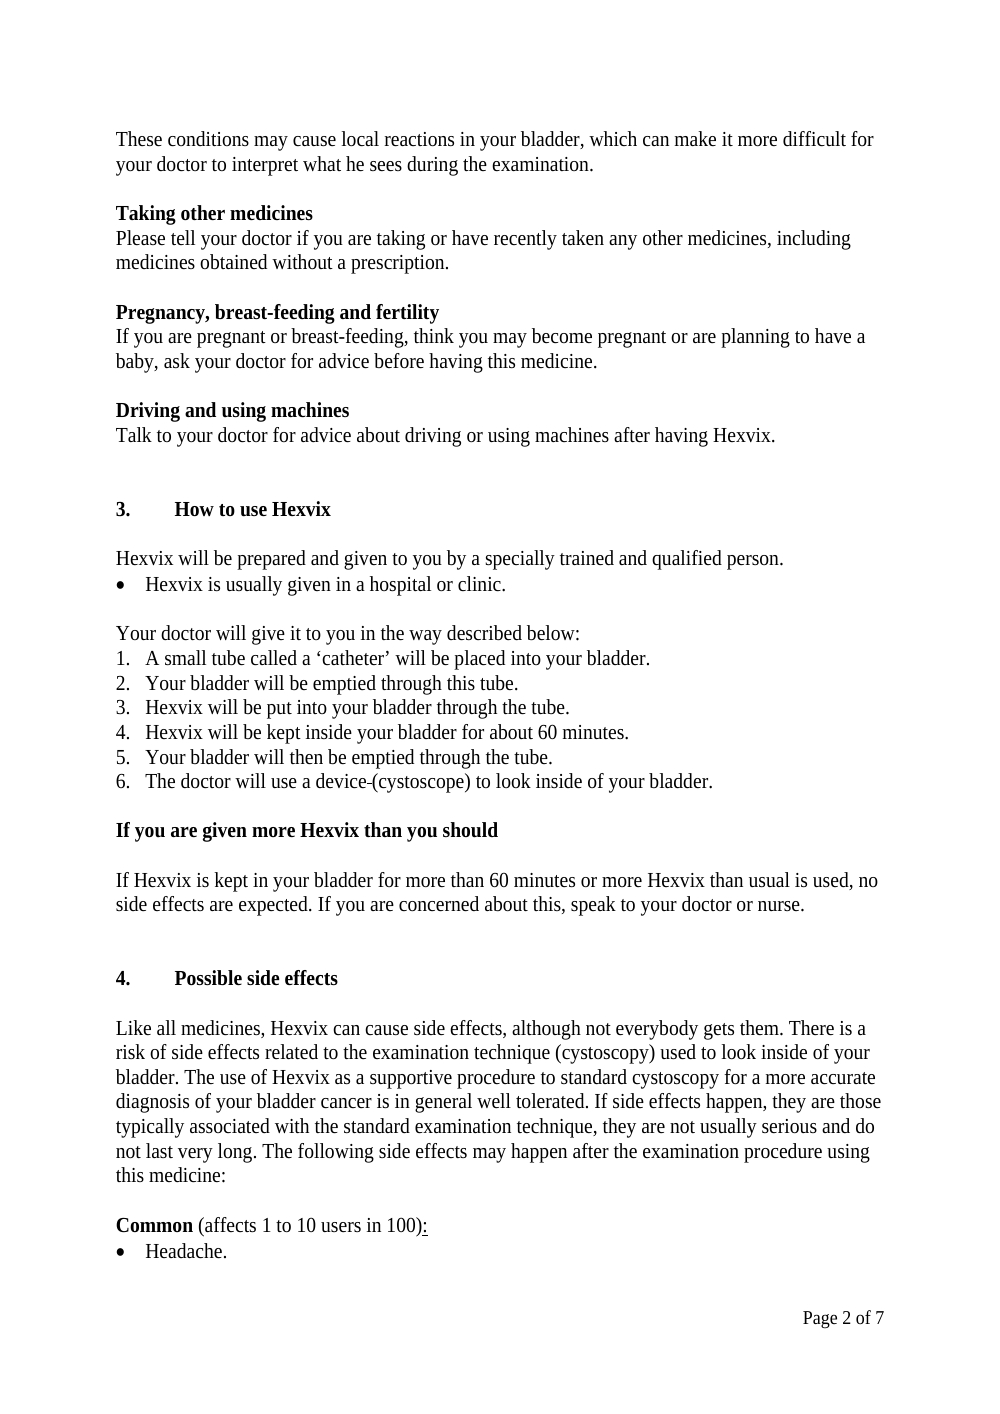 These conditions may cause local reactions in your bladder, which can make it more difficult for
your doctor to interpret what he sees during the examination.
Taking other medicines
Please tell your doctor if you are taking or have recently taken any other medicines, including
medicines obtained without a prescription.
Pregnancy, breast-feeding and fertility
If you are pregnant or breast-feeding, think you may become pregnant or are planning to have a
baby, ask your doctor for advice before having this medicine.
Driving and using machines
Talk to your doctor for advice about driving or using machines after having Hexvix.
3. How to use Hexvix
Hexvix will be prepared and given to you by a specially trained and qualified person.
• Hexvix is usually given in a hospital or clinic.
Your doctor will give it to you in the way described below:
1. A small tube called a ‘catheter’ will be placed into your bladder.
2. Your bladder will be emptied through this tube.
3. Hexvix will be put into your bladder through the tube.
4. Hexvix will be kept inside your bladder for about 60 minutes.
5. Your bladder will then be emptied through the tube.
6. The doctor will use a device-(cystoscope) to look inside of your bladder.
If you are given more Hexvix than you should
If Hexvix is kept in your bladder for more than 60 minutes or more Hexvix than usual is used, no
side effects are expected. If you are concerned about this, speak to your doctor or nurse.
4. Possible side effects
Like all medicines, Hexvix can cause side effects, although not everybody gets them. There is a
risk of side effects related to the examination technique (cystoscopy) used to look inside of your
bladder. The use of Hexvix as a supportive procedure to standard cystoscopy for a more accurate
diagnosis of your bladder cancer is in general well tolerated. If side effects happen, they are those
typically associated with the standard examination technique, they are not usually serious and do
not last very long. The following side effects may happen after the examination procedure using
this medicine:
Common (affects 1 to 10 users in 100):
• Headache.
Page 2 of 7